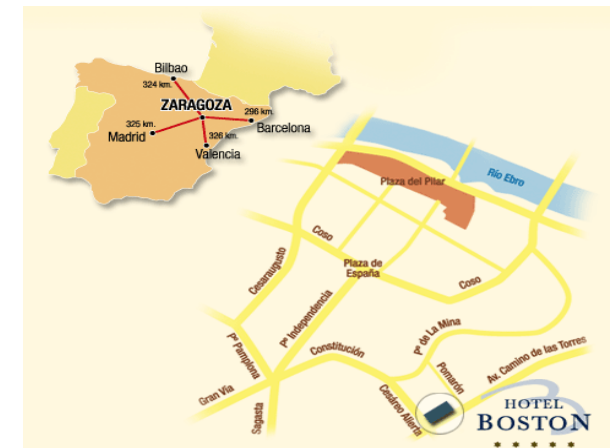 Bilbao
324 km.
ZARAGOZA
296 km.
325 km.
Barcelona
Madrid
326 km.
Valencia
Plaza del Pilar
Río Ebro
Coso
Plaza de
España
Cesaraugusto
Coso
Pº Independencia
Pº de La Mina
Pº Pamplona
Constitución
Pomarón
Av. Camino de las Torres
Gran Vía
Cesáreo Alierta
Sagasta
HOTEL
BOSTON